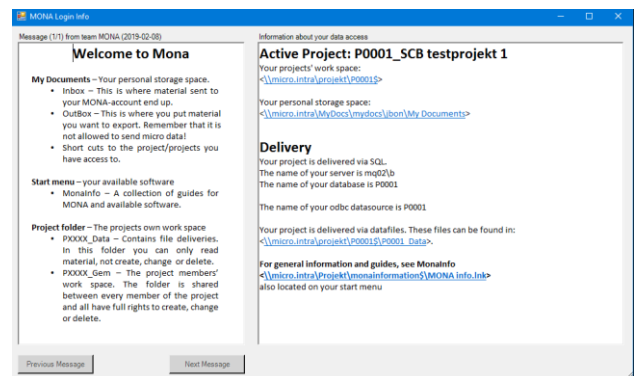 MONA Login Info
Message (1/1) from team MONA (2019-02-08)
Welcome to Mona
My Documents – Your personal storage space.
• Inbox – This is where material sent to
your MONA-account end up.
• OutBox – This is where you put material
you want to export. Remember that it is
not allowed to send micro data!
• Short cuts to the project/projects you
have access to.
Start menu – your available software
• MonaInfo – A collection of guides for
MONA and available software.
Project folder – The projects own work space
• PXXXX_Data – Contains file deliveries.
In this folder you can only read
material, not create, change or delete.
• PXXXX_Gem – The project members'
work space. The folder is shared
between every member of the project
and all have full rights to create, change
or delete.
Information about your data access
Active Project: P0001_SCB testprojekt 1
Your projects' work space:
<\\micro.intra\projekt\P0001$>
Your personal storage space:
<\\micro.intra\MyDocs\mydocs\jbon\My Documents>
Delivery
Your project is delivered via SQL.
The name of your server is mq02\b
The name of your database is P0001
The name of your odbc datasource is P0001
Your project is delivered via datafiles. These files can be found in:
<\\micro.intra\projekt\P0001$\P0001_Data>.
For general information and guides, see MonaInfo
<\\micro.intra\Projekt\monainformation$\MONA info.lnk>
also located on your start menu
Previous Message
Next Message